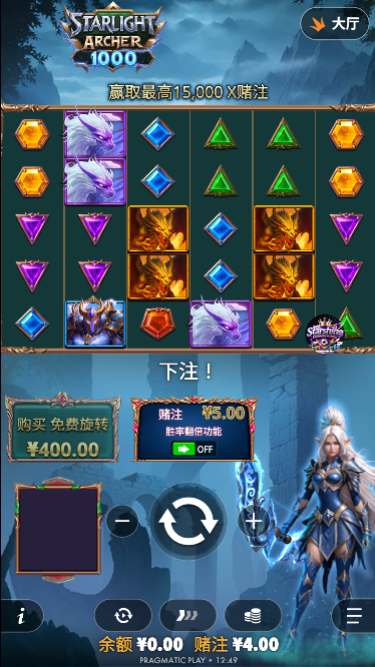 STARLIGHT
ARCHER
1000
大厅
赢取最高15,000 X赌注
Starshine
下注！
购买 免费旋转
¥400.00
赌注 ¥5.00
胜率翻倍功能
OFF
余额 ¥0.00 赌注 ¥4.00
PRAGMATIC PLAY • 12:49